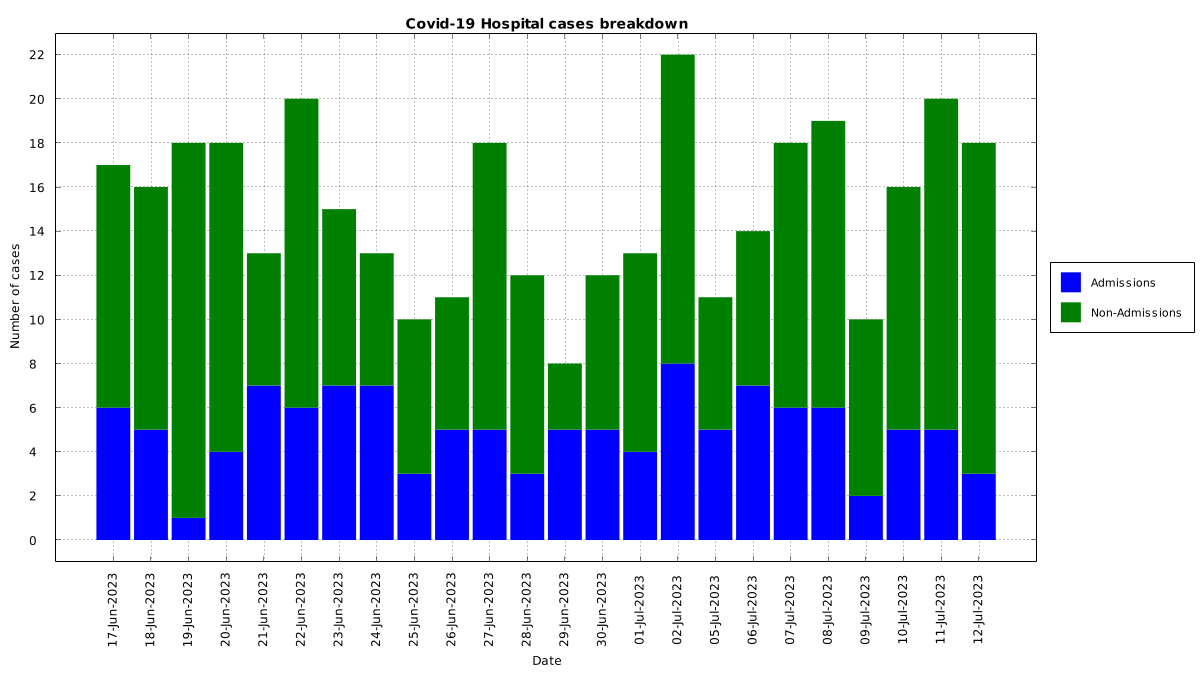 Covid-19 Hospital cases breakdown
22
20
18
16
14
12
10
8
6
4
2
0
Number of cases
Admissions
Non-Admissions
17-Jun-2023
18-Jun-2023
19-Jun-2023
20-Jun-2023
21-Jun-2023
22-Jun-2023
23-Jun-2023
24-Jun-2023
25-Jun-2023
26-Jun-2023
27-Jun-2023
28-Jun-2023
29-Jun-2023
30-Jun-2023
01-Jul-2023
02-Jul-2023
05-Jul-2023
06-Jul-2023
07-Jul-2023
08-Jul-2023
09-Jul-2023
10-Jul-2023
11-Jul-2023
12-Jul-2023
Date